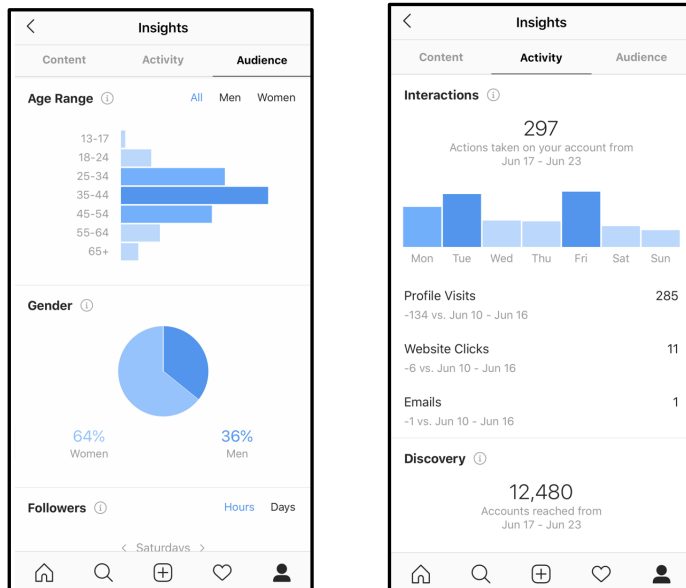 Insights
Content Activity Audience
Age Range All Men Women
13-17
18-24
25-34
35-44
45-54
55-64
65+
Gender
64% 36%
Women Men
Followers Hours Days
< Saturdays >
Insights
Content Activity Audience
Interactions
297
Actions taken on your account from
Jun 17 - Jun 23
Mon Tue Wed Thu Fri Sat Sun
Profile Visits 285
-134 vs. Jun 10 - Jun 16
Website Clicks 11
-6 vs. Jun 10 - Jun 16
Emails 1
-1 vs. Jun 10 - Jun 16
Discovery
12,480
Accounts reached from
Jun 17 - Jun 23